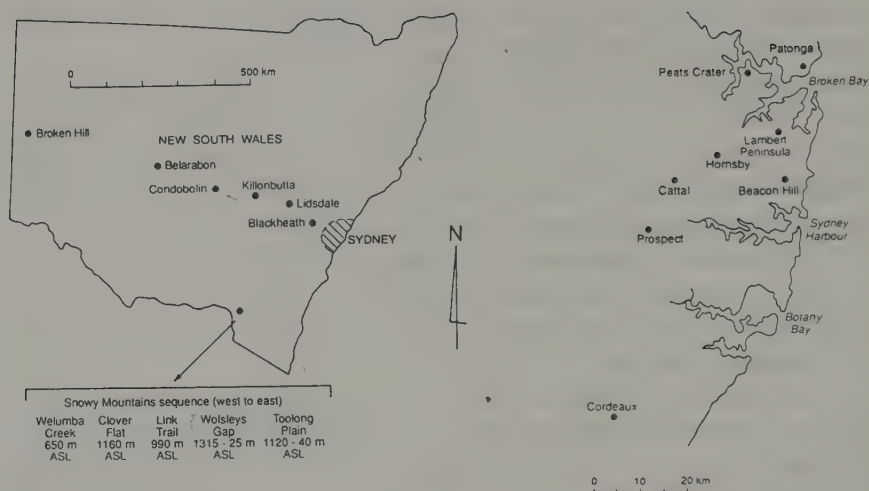 0
500 km
Broken Hill
NEW SOUTH WALES
Belarabon
Condobolin
Killonbutta
Lidsdale
Blackheath
SYDNEY
N
Snowy Mountains sequence (west to east)
Welumba Clover Link Wolsleys Toolong
Creek Flat Trail Gap Plain
650 m 1160 m 990 m 1315 - 25 m 1120 - 40 m
ASL ASL ASL ASL ASL
Patonga
Peats Crater
Broken Bay
Lambert
Peninsula
Hornsby
Cattal
Beacon Hill
Sydney
Harbour
Prospect
Botany
Bay
Cordeaux
0 10 20 km